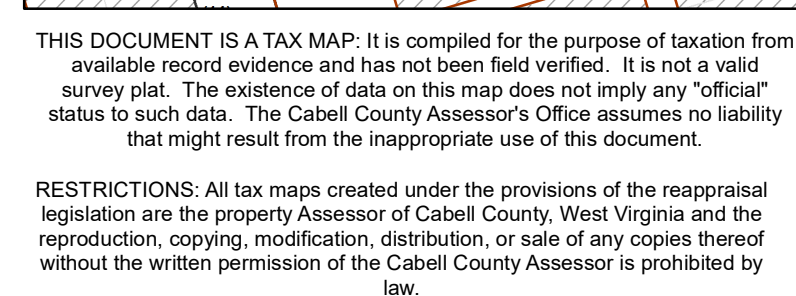 THIS DOCUMENT IS A TAX MAP: It is compiled for the purpose of taxation from
available record evidence and has not been field verified. It is not a valid
survey plat. The existence of data on this map does not imply any "official"
status to such data. The Cabell County Assessor's Office assumes no liability
that might result from the inappropriate use of this document.
RESTRICTIONS: All tax maps created under the provisions of the reappraisal
legislation are the property Assessor of Cabell County, West Virginia and the
reproduction, copying, modification, distribution, or sale of any copies thereof
without the written permission of the Cabell County Assessor is prohibited by
law.